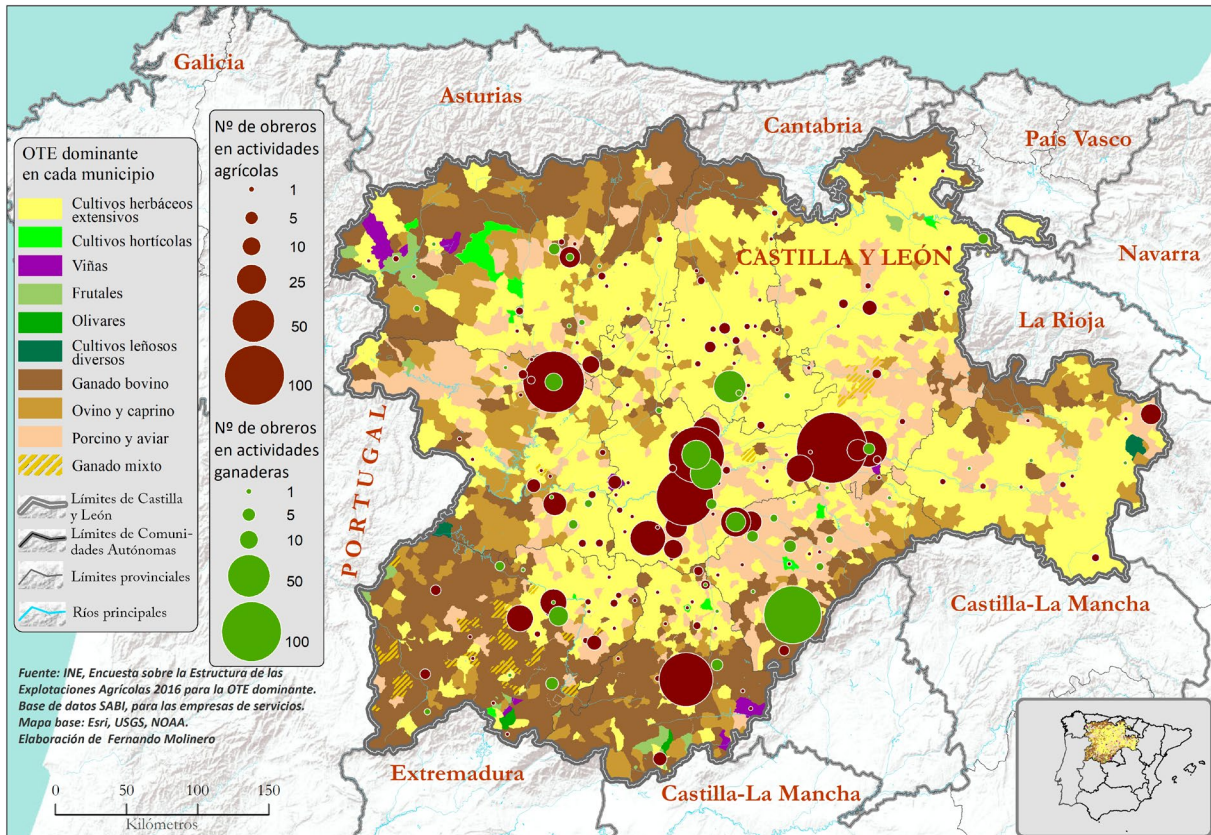 Galicia
Asturias
Cantabria
País Vasco
Navarra
La Rioja
CASTILLA Y LEÓN
PORTUGAL
Castilla-La Mancha
Extremadura
Castilla-La Mancha
OTE dominante
en cada municipio
Cultivos herbáceos
extensivos
Cultivos hortícolas
Viñas
Frutales
Olivares
Cultivos leñosos
diversos
Ganado bovino
Ovino y caprino
Porcino y aviar
Ganado mixto
Límites de Castilla
y León
Límites de Comuni-
dades Autónomas
Límites provinciales
Ríos principales
Nº de obreros
en actividades
agrícolas
1
5
10
25
50
100
Nº de obreros
en actividades
ganaderas
1
5
10
50
100
Fuente: INE, Encuesta sobre la Estructura de las
Explotaciones Agrícolas 2016 para la OTE dominante.
Base de datos SABI, para las empresas de servicios.
Mapa base: Esri, USGS, NOAA.
Elaboración de Fernando Molinero
0 50 100 150
Kilómetros